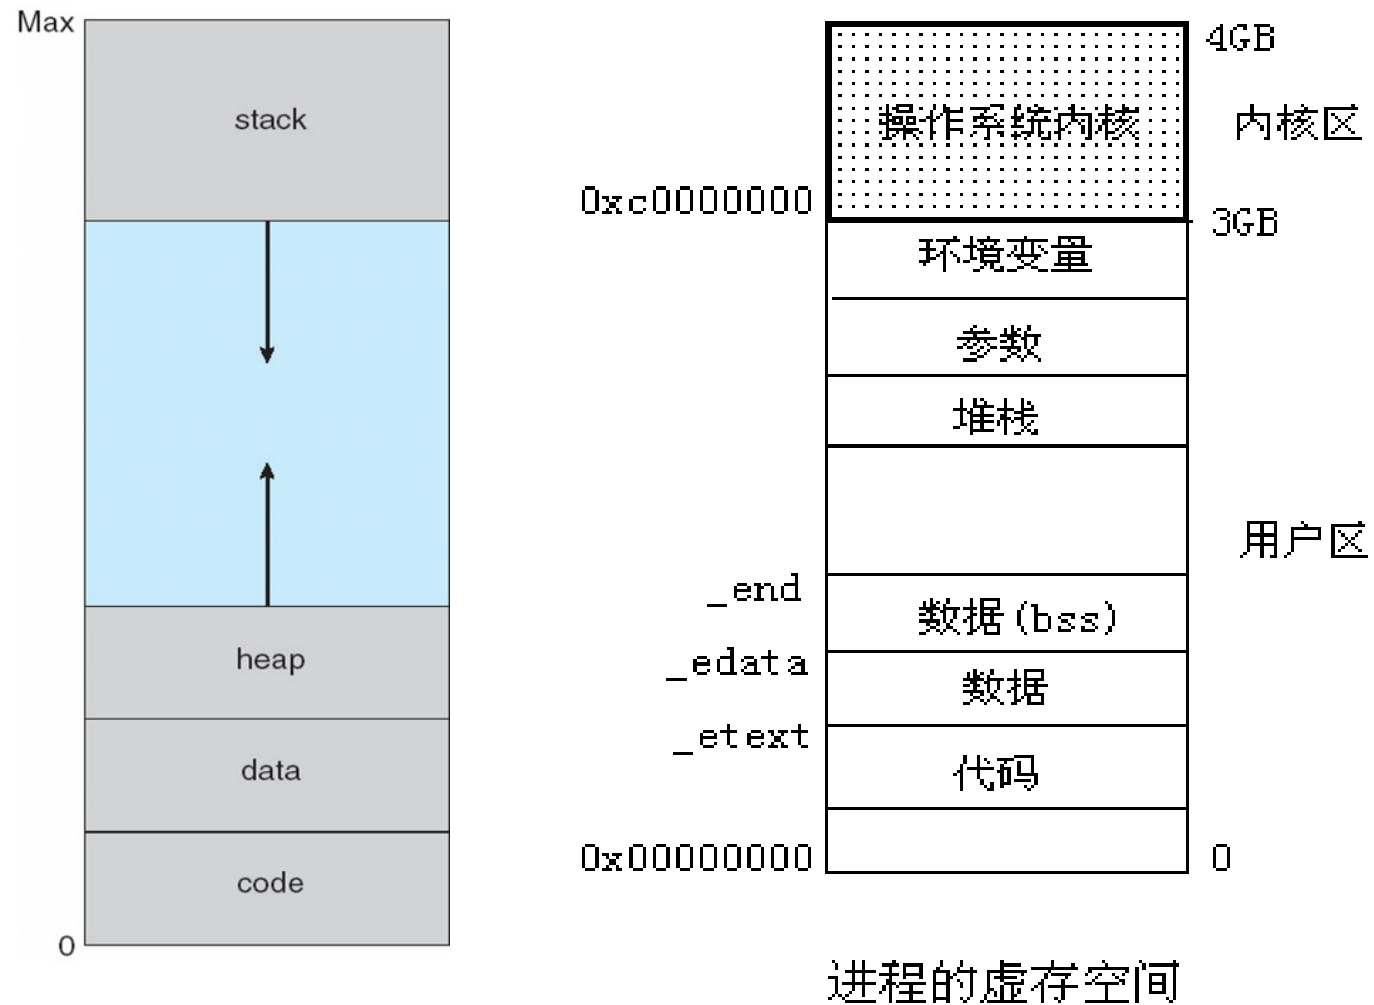 Max
stack
heap
data
code
0
4GB
操作系统内核
内核区
0xc0000000
3GB
环境变量
参数
堆栈
用户区
_end
数据(bss)
_edata
数据
_etext
代码
0x00000000
0
进程的虚存空间